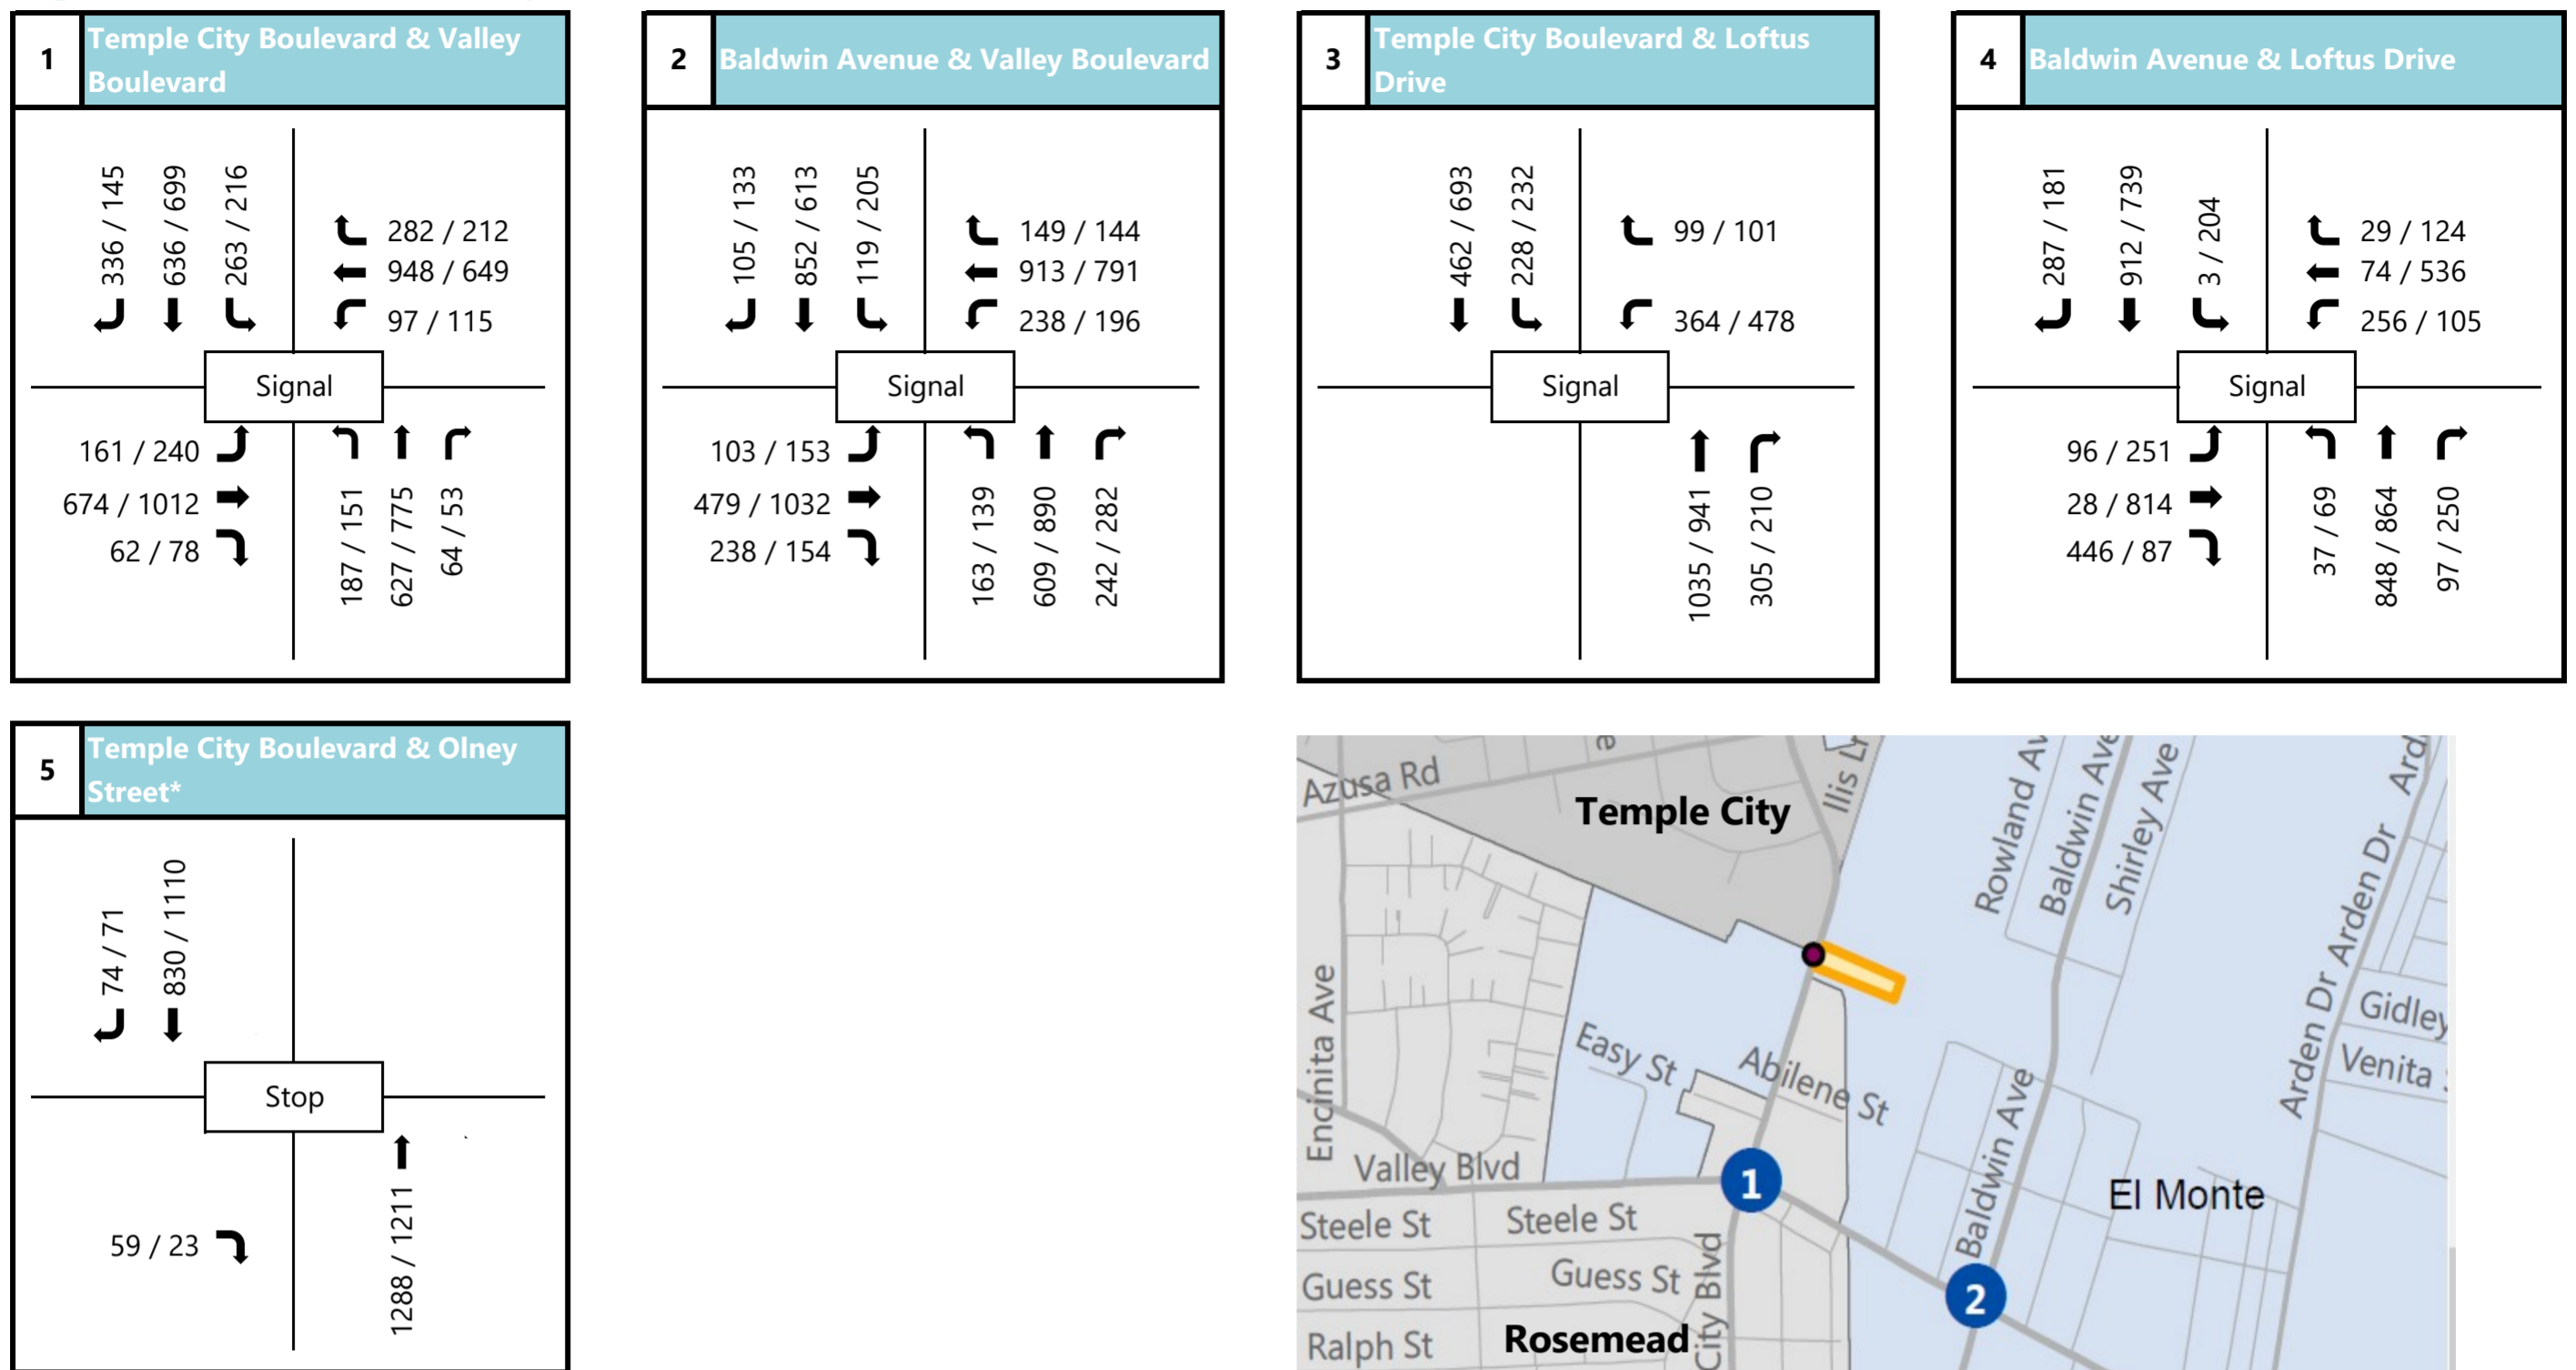 1
Temple City Boulevard & Valley
Boulevard
336 / 145
636 / 699
263 / 216
282 / 212
948 / 649
97 / 115
Signal
161 / 240
674 / 1012
62 / 78
187 / 151
627 / 775
64 / 53
2
Baldwin Avenue & Valley Boulevard
105 / 133
852 / 613
119 / 205
149 / 144
913 / 791
238 / 196
Signal
103 / 153
479 / 1032
238 / 154
163 / 139
609 / 890
242 / 282
3
Temple City Boulevard & Loftus
Drive
462 / 693
228 / 232
99 / 101
364 / 478
Signal
1035 / 941
305 / 210
4
Baldwin Avenue & Loftus Drive
287 / 181
912 / 739
3 / 204
29 / 124
74 / 536
256 / 105
Signal
96 / 251
28 / 814
446 / 87
37 / 69
848 / 864
97 / 250
5
Temple City Boulevard & Olney
Street*
74 / 71
830 / 1110
Stop
59 / 23
1288 / 1211
Azusa Rd
Temple City
llis Lr
Rowland Av
Baldwin Ave
Shirley Ave
Ard
Arden Dr
Arden Dr
Gidley
Venita
Encinita Ave
Easy St
Abilene St
Baldwin Ave
Valley Blvd
1
El Monte
Steele St
Steele St
Guess St
Guess St
City Blvd
2
Ralph St
Rosemead